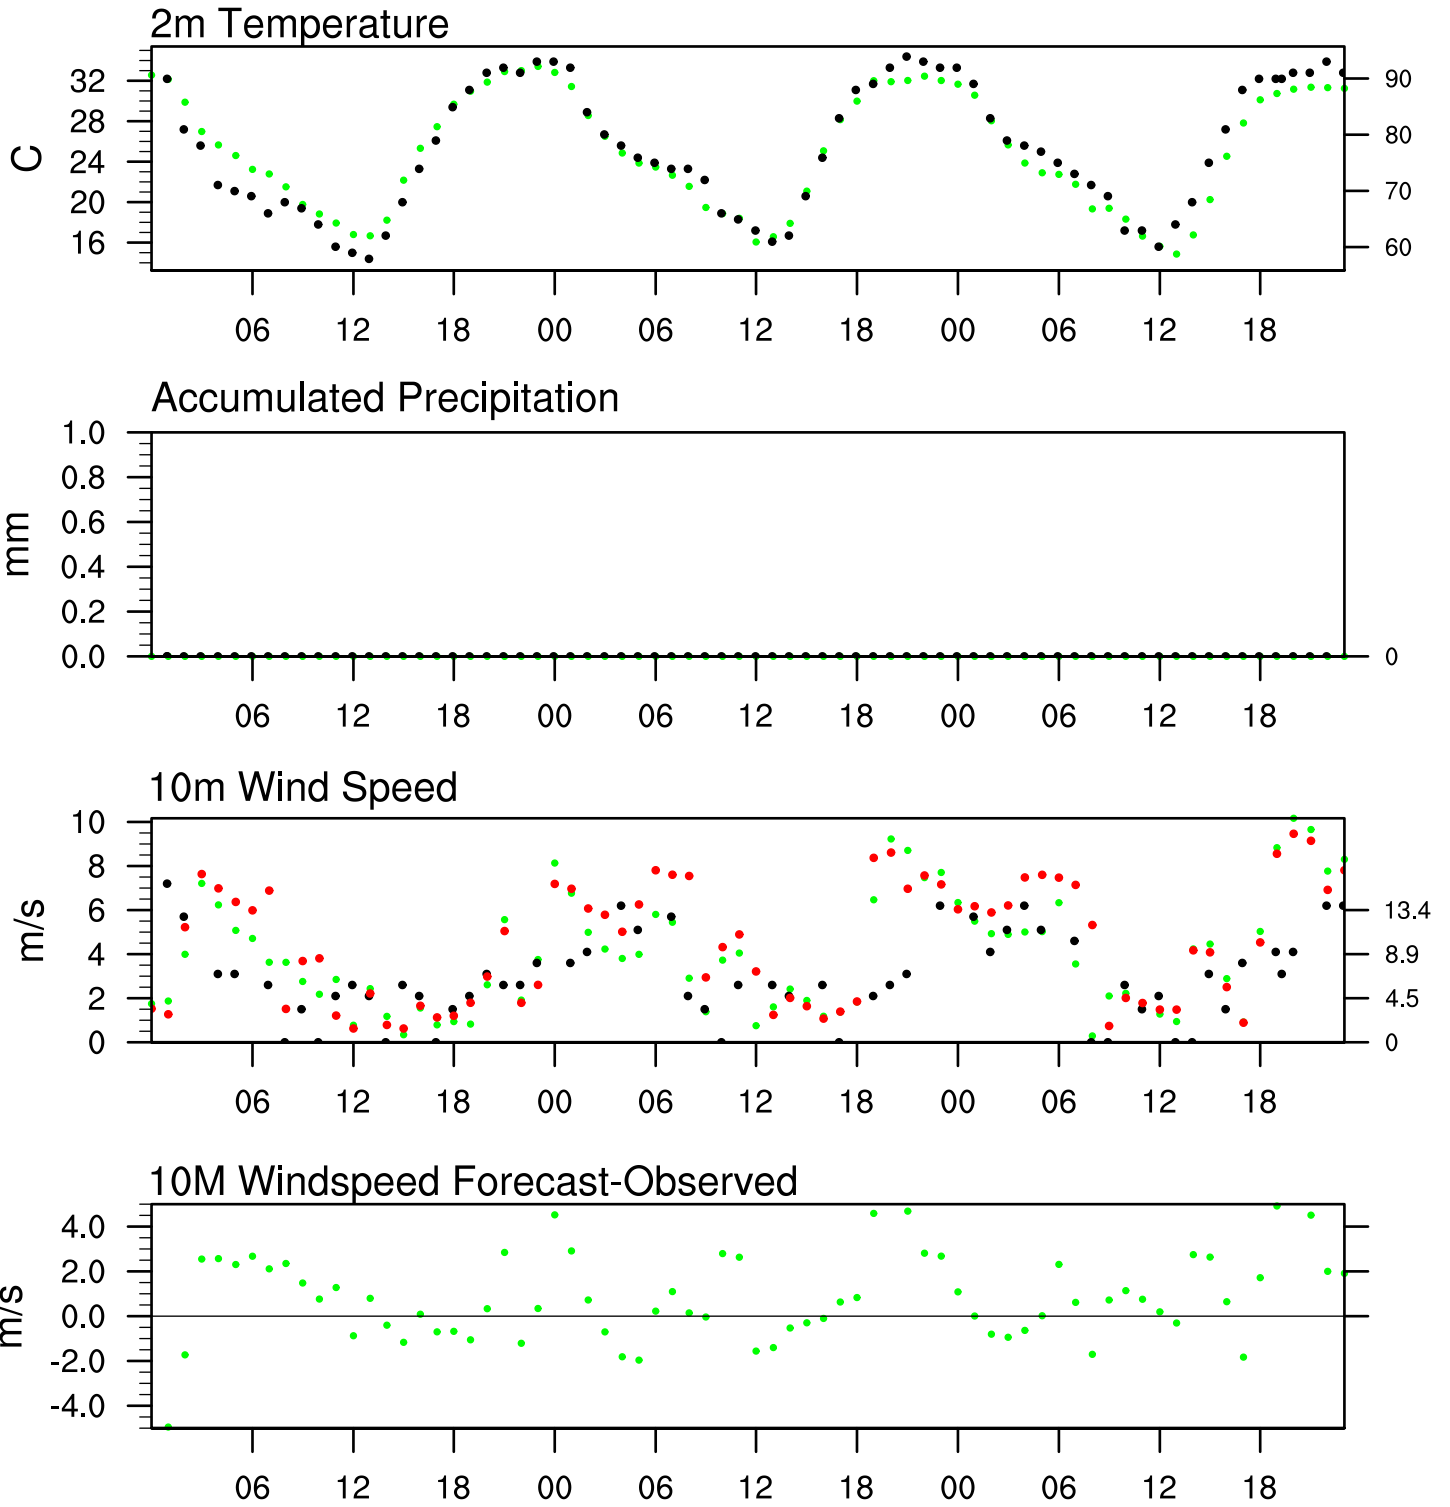 2m Temperature
C
32
28
24
20
16
90
80
70
60
06 12 18 00 06 12 18 00 06 12 18
Accumulated Precipitation
mm
1.0
0.8
0.6
0.4
0.2
0.0
0
06 12 18 00 06 12 18 00 06 12 18
10m Wind Speed
m/s
10
8
6
4
2
0
13.4
8.9
4.5
0
06 12 18 00 06 12 18 00 06 12 18
10M Windspeed Forecast-Observed
m/s
4.0
2.0
0.0
-2.0
-4.0
06 12 18 00 06 12 18 00 06 12 18